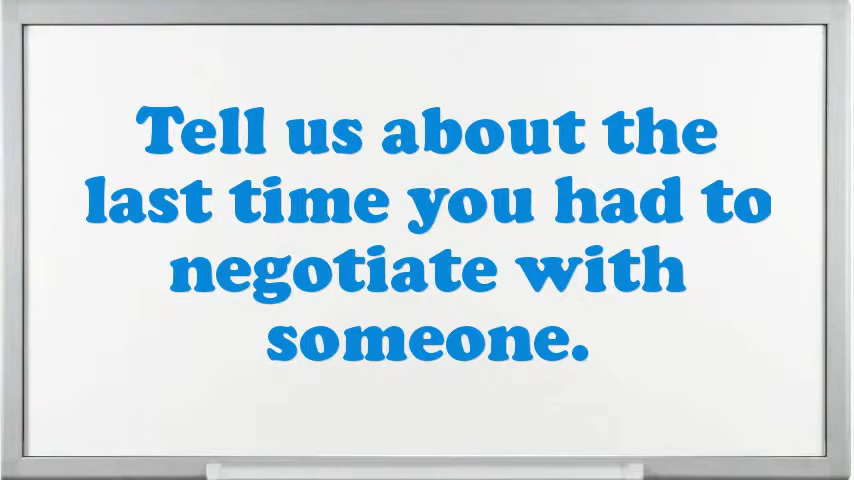 Tell us about the
last time you had to
negotiate with
someone.